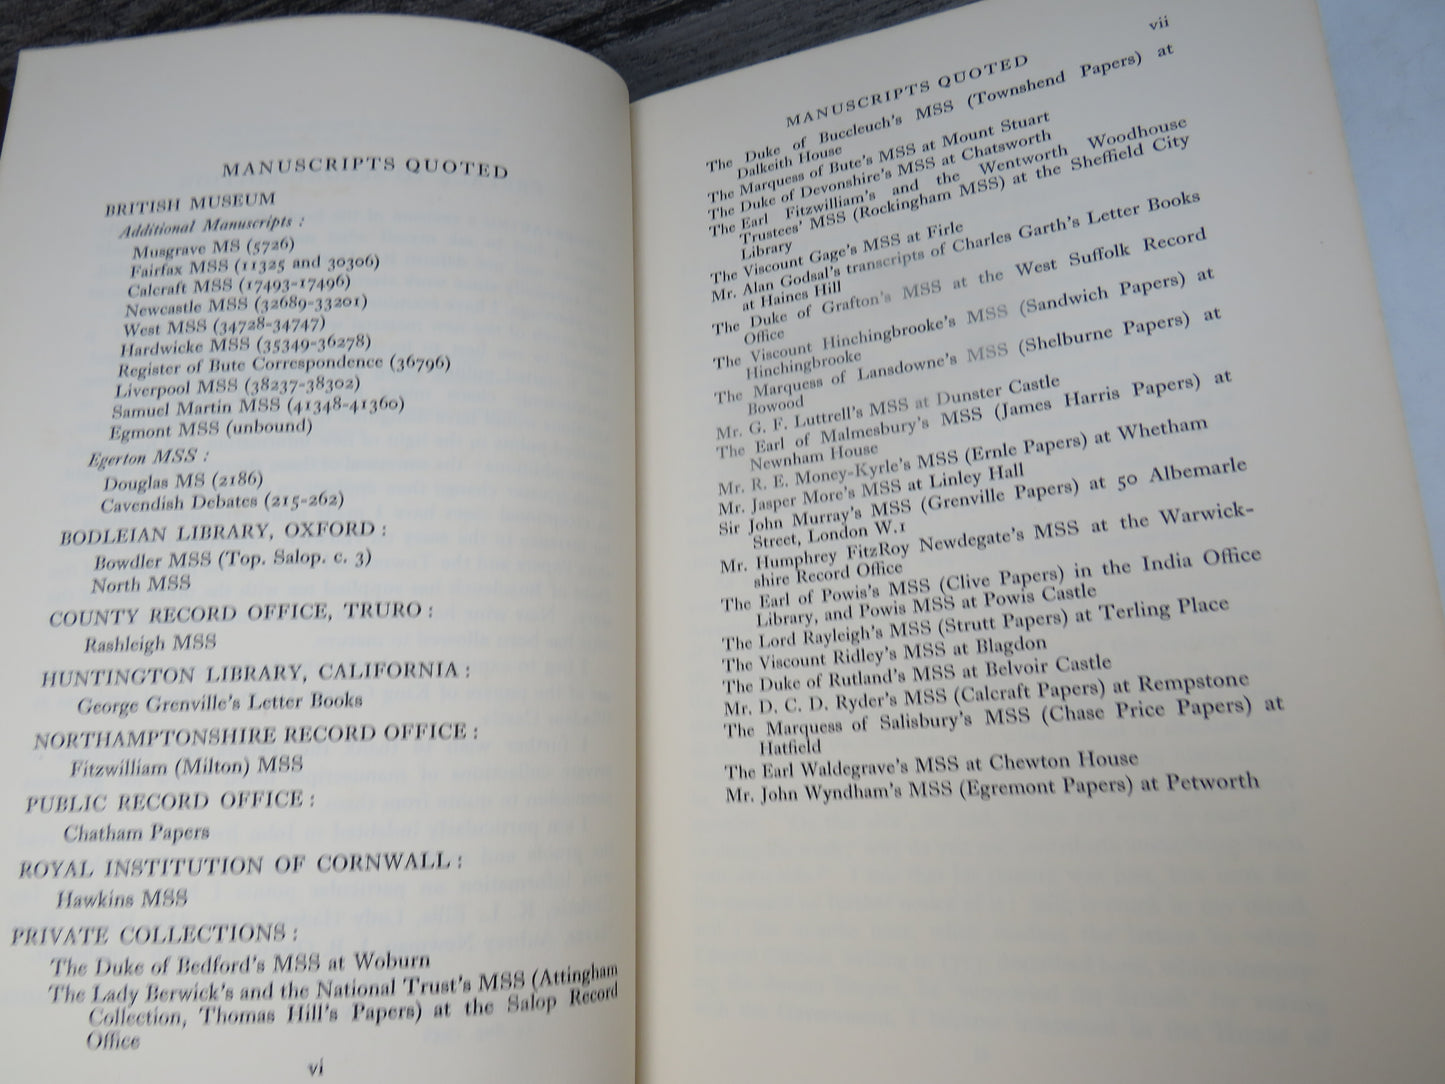 MANUSCRIPTS QUOTED
BRITISH MUSEUM
Additional Manuscripts :
Musgrave MS (5726)
Fairfax MSS (11325 and 30306)
Calcraft MSS (17493-17496)
Newcastle MSS (32689-33201)
West MSS (34728-34747)
Hardwicke MSS (35349-36278)
Register of Bute Correspondence (36796)
Liverpool MSS (38237-38302)
Samuel Martin MSS (41348-41360)
Egmont MSS (unbound)
Egerton MSS :
Douglas MS (2186)
Cavendish Debates (215-262)
BODLEIAN LIBRARY, OXFORD :
Bowdler MSS (Top. Salop. c. 3)
North MSS
COUNTY RECORD OFFICE, TRURO :
Rashleigh MSS
HUNTINGTON LIBRARY, CALIFORNIA :
George Grenville's Letter Books
NORTHAMPTONSHIRE RECORD OFFICE :
Fitzwilliam (Milton) MSS
PUBLIC RECORD OFFICE :
Chatham Papers
ROYAL INSTITUTION OF CORNWALL :
Hawkins MSS
PRIVATE COLLECTIONS :
The Duke of Bedford's MSS at Woburn
The Lady Berwick's and the National Trust's MSS (Attingham
Collection, Thomas Hill's Papers) at the Salop Record
Office
vi
vii
MANUSCRIPTS QUOTED
The Duke of Buccleuch's MSS (Townshend Papers) at
Dalkeith House
The Marquess of Bute's MSS at Mount Stuart
The Duke of Devonshire's MSS at Chatsworth
The Earl Fitzwilliam's and the Wentworth Woodhouse
Trustees' MSS (Rockingham MSS) at the Sheffield City
Library
The Viscount Gage's MSS at Firle
Mr. Alan Godsal's transcripts of Charles Garth's Letter Books
at Haines Hill
The Duke of Grafton's MSS at the West Suffolk Record
Office
The Viscount Hinchingbrooke's MSS (Sandwich Papers) at
Hinchingbrooke
The Marquess of Lansdowne's MSS (Shelburne Papers) at
Bowood
Mr. G. F. Luttrell's MSS at Dunster Castle
The Earl of Malmesbury's MSS (James Harris Papers) at
Newnham House
Mr. R. E. Money-Kyrle's MSS (Ernle Papers) at Whetham
Mr. Jasper More's MSS at Linley Hall
Sir John Murray's MSS (Grenville Papers) at 50 Albemarle
Street, London W.1
Mr. Humphrey FitzRoy Newdegate's MSS at the Warwick-
shire Record Office
The Earl of Powis's MSS (Clive Papers) in the India Office
Library, and Powis MSS at Powis Castle
The Lord Rayleigh's MSS (Strutt Papers) at Terling Place
The Viscount Ridley's MSS at Blagdon
The Duke of Rutland's MSS at Belvoir Castle
Mr. D. C. D. Ryder's MSS (Calcraft Papers) at Rempstone
The Marquess of Salisbury's MSS (Chase Price Papers) at
Hatfield
The Earl Waldegrave's MSS at Chewton House
Mr. John Wyndham's MSS (Egremont Papers) at Petworth